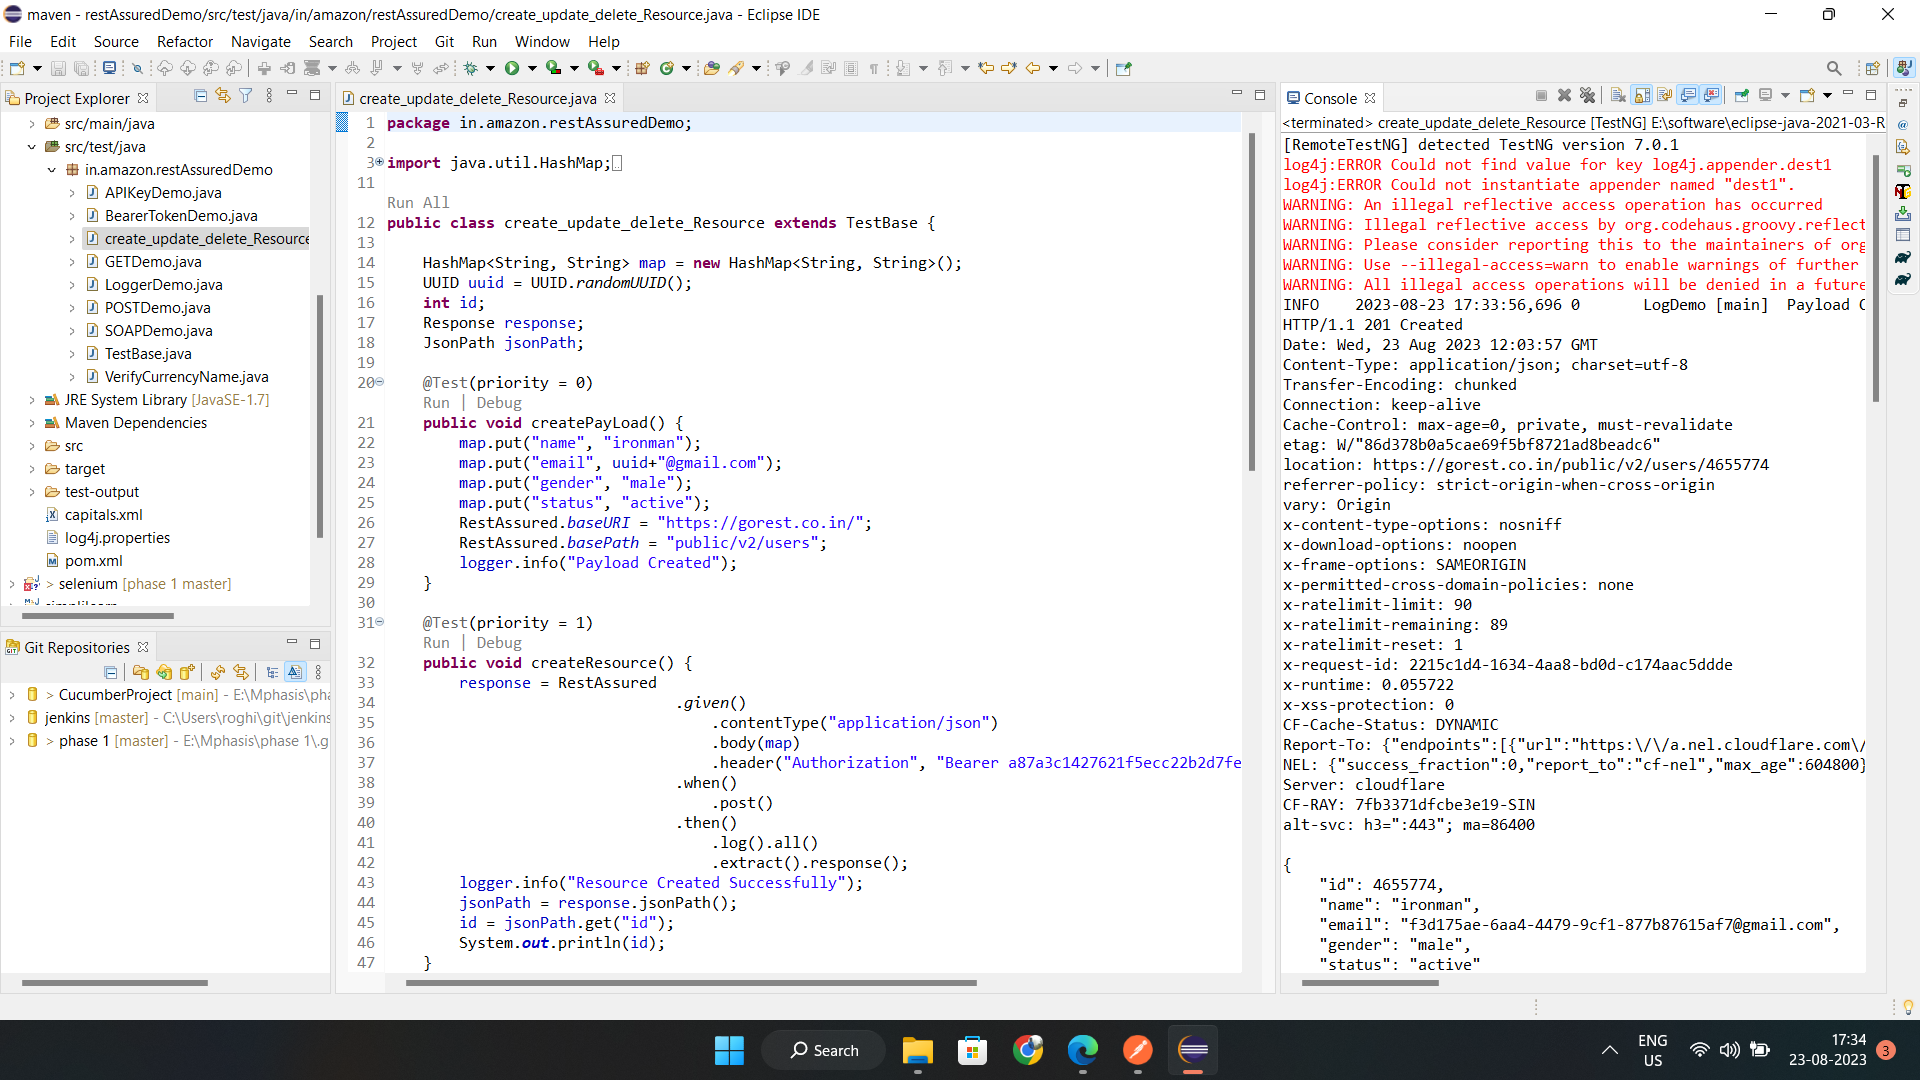 maven - restAssuredDemo/src/test/java/in/amazon/restAssuredDemo/create_update_delete_Resource.java - Eclipse IDE
File Edit Source Refactor Navigate Search Project Git Run Window Help
Project Explorer
src/main/java
src/test/java
in.amazon.restAssuredDemo
APIKeyDemo.java
BearerTokenDemo.java
create_update_delete_Resource
GETDemo.java
LoggerDemo.java
POSTDemo.java
SOAPDemo.java
TestBase.java
VerifyCurrencyName.java
JRE System Library [JavaSE-1.7]
Maven Dependencies
src
target
test-output
capitals.xml
log4j.properties
pom.xml
> selenium [phase 1 master]
Git Repositories
> CucumberProject [main] - E:\Mphasis\pha
jenkins [master] - C:\Users\roghi\git\jenkins
> phase 1 [master] - E:\Mphasis\phase 1\.g
create_update_delete_Resource.java
1 package in.amazon.restAssuredDemo;
2
3 import java.util.HashMap;
11
Run All
12 public class create_update_delete_Resource extends TestBase {
13
14 HashMap<String, String> map = new HashMap<String, String>();
15 UUID uuid = UUID.randomUUID();
16 int id;
17 Response response;
18 JsonPath jsonPath;
19
20 @Test(priority = 0)
Run | Debug
21 public void createPayLoad() {
22 map.put("name", "ironman");
23 map.put("email", uuid+"@gmail.com");
24 map.put("gender", "male");
25 map.put("status", "active");
26 RestAssured.baseURI = "https://gorest.co.in/";
27 RestAssured.basePath = "public/v2/users";
28 logger.info("Payload Created");
29 }
30
31 @Test(priority = 1)
Run | Debug
32 public void createResource() {
33 response = RestAssured
34 .given()
35 .contentType("application/json")
36 .body(map)
37 .header("Authorization", "Bearer a87a3c1427621f5ecc22b2d7fe
38 .when()
39 .post()
40 .then()
41 .log().all()
42 .extract().response();
43 logger.info("Resource Created Successfully");
44 jsonPath = response.jsonPath();
45 id = jsonPath.get("id");
46 System.out.println(id);
47 }
Console
<terminated> create_update_delete_Resource [TestNG] E:\software\eclipse-java-2021-03-R
[RemoteTestNG] detected TestNG version 7.0.1
log4j:ERROR Could not find value for key log4j.appender.dest1
log4j:ERROR Could not instantiate appender named "dest1".
WARNING: An illegal reflective access operation has occurred
WARNING: Illegal reflective access by org.codehaus.groovy.reflect
WARNING: Please consider reporting this to the maintainers of org
WARNING: Use --illegal-access=warn to enable warnings of further
WARNING: All illegal access operations will be denied in a future
INFO 2023-08-23 17:33:56,696 0 LogDemo [main] Payload C
HTTP/1.1 201 Created
Date: Wed, 23 Aug 2023 12:03:57 GMT
Content-Type: application/json; charset=utf-8
Transfer-Encoding: chunked
Connection: keep-alive
Cache-Control: max-age=0, private, must-revalidate
etag: W/"86d378b0a5cae69f5bf8721ad8beadc6"
location: https://gorest.co.in/public/v2/users/4655774
referrer-policy: strict-origin-when-cross-origin
vary: Origin
x-content-type-options: nosniff
x-download-options: noopen
x-frame-options: SAMEORIGIN
x-permitted-cross-domain-policies: none
x-ratelimit-limit: 90
x-ratelimit-remaining: 89
x-ratelimit-reset: 1
x-request-id: 2215c1d4-1634-4aa8-bd0d-c174aac5ddde
x-runtime: 0.055722
x-xss-protection: 0
CF-Cache-Status: DYNAMIC
Report-To: {"endpoints":[{"url":"https:\/\/a.nel.cloudflare.com\/
NEL: {"success_fraction":0,"report_to":"cf-nel","max_age":604800}
Server: cloudflare
CF-RAY: 7fb3371dfcbe3e19-SIN
alt-svc: h3=":443"; ma=86400
{
"id": 4655774,
"name": "ironman",
"email": "f3d175ae-6aa4-4479-9cf1-877b87615af7@gmail.com",
"gender": "male",
"status": "active"
Search
ENG
US
17:34
23-08-2023
3